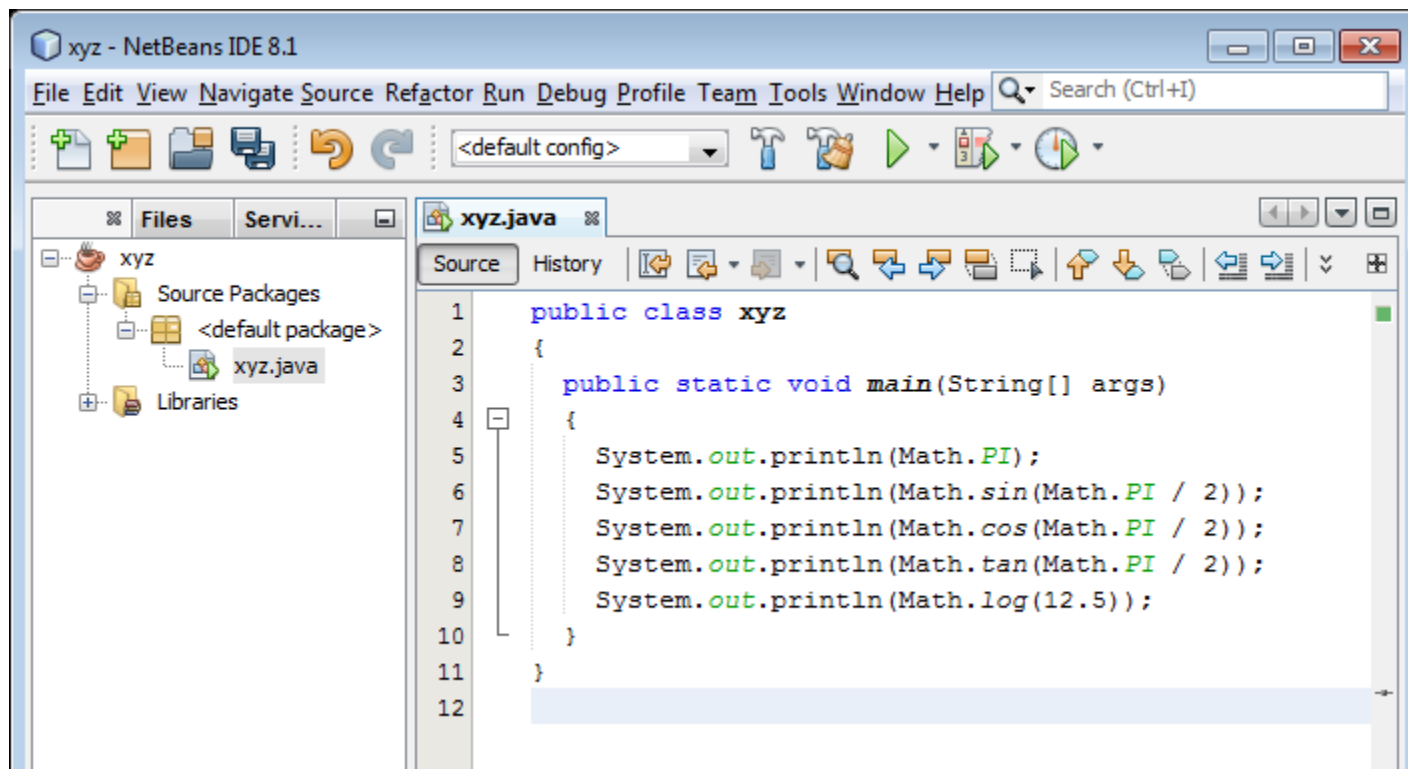 xyz - NetBeans IDE 8.1
File Edit View Navigate Source Refactor Run Debug Profile Team Tools Window Help Search (Ctrl+I)
<default config>
Files Servi...
xyz
Source Packages
<default package>
xyz.java
Libraries
xyz.java
Source History
1 public class xyz
2 {
3 public static void main(String[] args)
4 {
5 System.out.println(Math.PI);
6 System.out.println(Math.sin(Math.PI / 2));
7 System.out.println(Math.cos(Math.PI / 2));
8 System.out.println(Math.tan(Math.PI / 2));
9 System.out.println(Math.log(12.5));
10 }
11 }
12